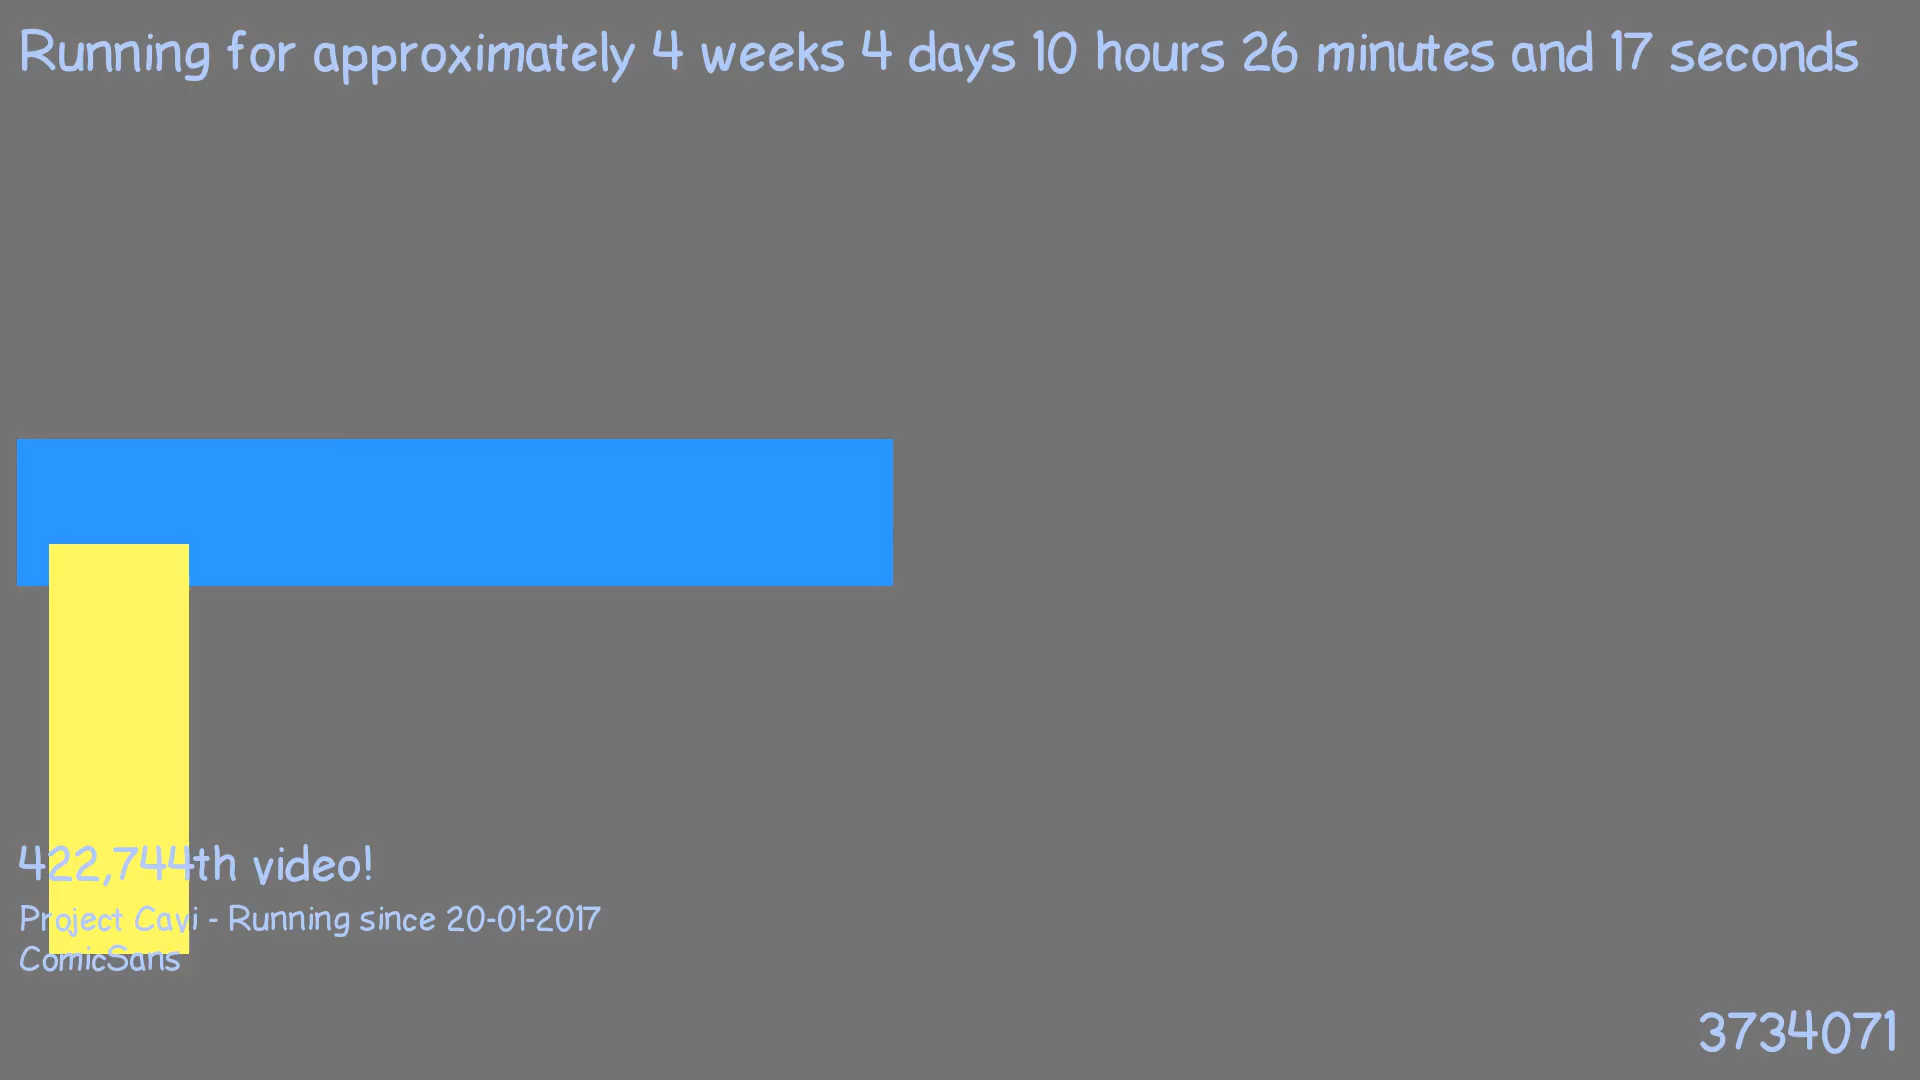 Running for approximately 4 weeks 4 days 10 hours 26 minutes and 17 seconds
422,744th video!
Project Cavi - Running since 20-01-2017
ComicSans
3734071